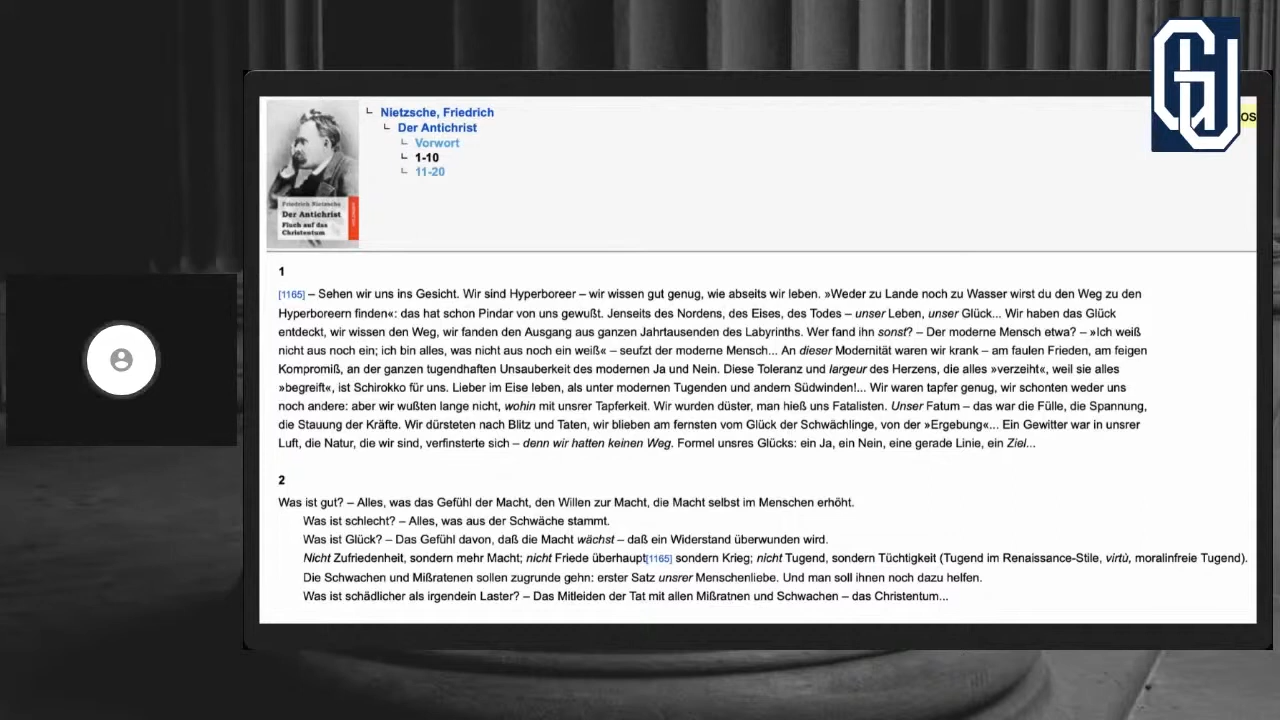 GU
os
Nietzsche, Friedrich
Der Antichrist
Vorwort
1-10
11-20
Friedrich Nietzsche
Der Antichrist
Fluch auf das
Christentum
1
[1165] – Sehen wir uns ins Gesicht. Wir sind Hyperboreer – wir wissen gut genug, wie abseits wir leben. »Weder zu Lande noch zu Wasser wirst du den Weg zu den
Hyperboreern finden«: das hat schon Pindar von uns gewußt. Jenseits des Nordens, des Eises, des Todes – unser Leben, unser Glück... Wir haben das Glück
entdeckt, wir wissen den Weg, wir fanden den Ausgang aus ganzen Jahrtausenden des Labyrinths. Wer fand ihn sonst? – Der moderne Mensch etwa? – »Ich weiß
nicht aus noch ein; ich bin alles, was nicht aus noch ein weiß« – seufzt der moderne Mensch... An dieser Modernität waren wir krank – am faulen Frieden, am feigen
Kompromiß, an der ganzen tugendhaften Unsauberkeit des modernen Ja und Nein. Diese Toleranz und largeur des Herzens, die alles »verzeiht«, weil sie alles
»begreift«, ist Schirokko für uns. Lieber im Eise leben, als unter modernen Tugenden und andern Südwinden!... Wir waren tapfer genug, wir schonten weder uns
noch andere: aber wir wußten lange nicht, wohin mit unsrer Tapferkeit. Wir wurden düster, man hieß uns Fatalisten. Unser Fatum – das war die Fülle, die Spannung,
die Stauung der Kräfte. Wir dürsteten nach Blitz und Taten, wir blieben am fernsten vom Glück der Schwächlinge, von der »Ergebung«... Ein Gewitter war in unsrer
Luft, die Natur, die wir sind, verfinsterte sich – denn wir hatten keinen Weg. Formel unsres Glücks: ein Ja, ein Nein, eine gerade Linie, ein Ziel...
2
Was ist gut? – Alles, was das Gefühl der Macht, den Willen zur Macht, die Macht selbst im Menschen erhöht.
Was ist schlecht? – Alles, was aus der Schwäche stammt.
Was ist Glück? – Das Gefühl davon, daß die Macht wächst – daß ein Widerstand überwunden wird.
Nicht Zufriedenheit, sondern mehr Macht; nicht Friede überhaupt[1165] sondern Krieg; nicht Tugend, sondern Tüchtigkeit (Tugend im Renaissance-Stile, virtù, moralinfreie Tugend).
Die Schwachen und Mißratenen sollen zugrunde gehn: erster Satz unsrer Menschenliebe. Und man soll ihnen noch dazu helfen.
Was ist schädlicher als irgendein Laster? – Das Mitleiden der Tat mit allen Mißratnen und Schwachen – das Christentum...